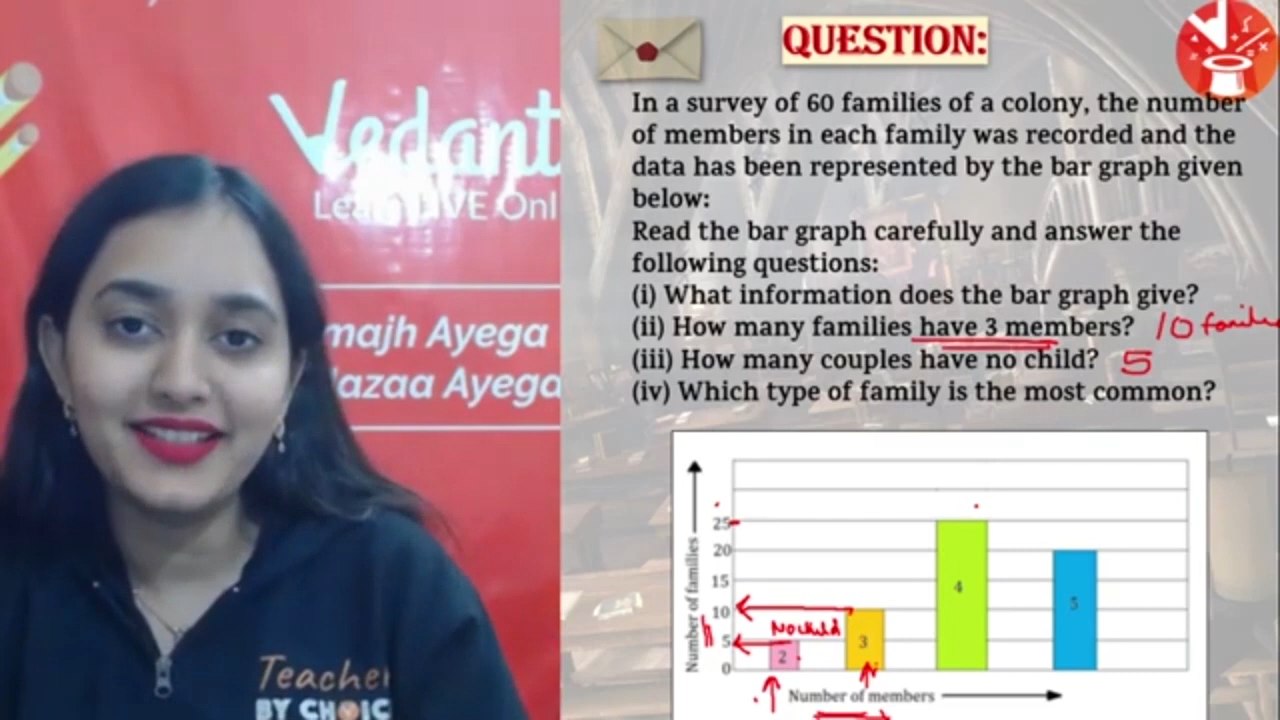 Vedant
Learn LIVE Onl
majh Ayega
azaa Ayega
Teacher
BY CHOIC
QUESTION:
In a survey of 60 families of a colony, the number
of members in each family was recorded and the
data has been represented by the bar graph given
below:
Read the bar graph carefully and answer the
following questions:
(i) What information does the bar graph give?
(ii) How many families have 3 members? 10 familie
(iii) How many couples have no child? 5
(iv) Which type of family is the most common?
Number of families
25
20
15
10
5
0
No child
2
3
4
5
Number of members